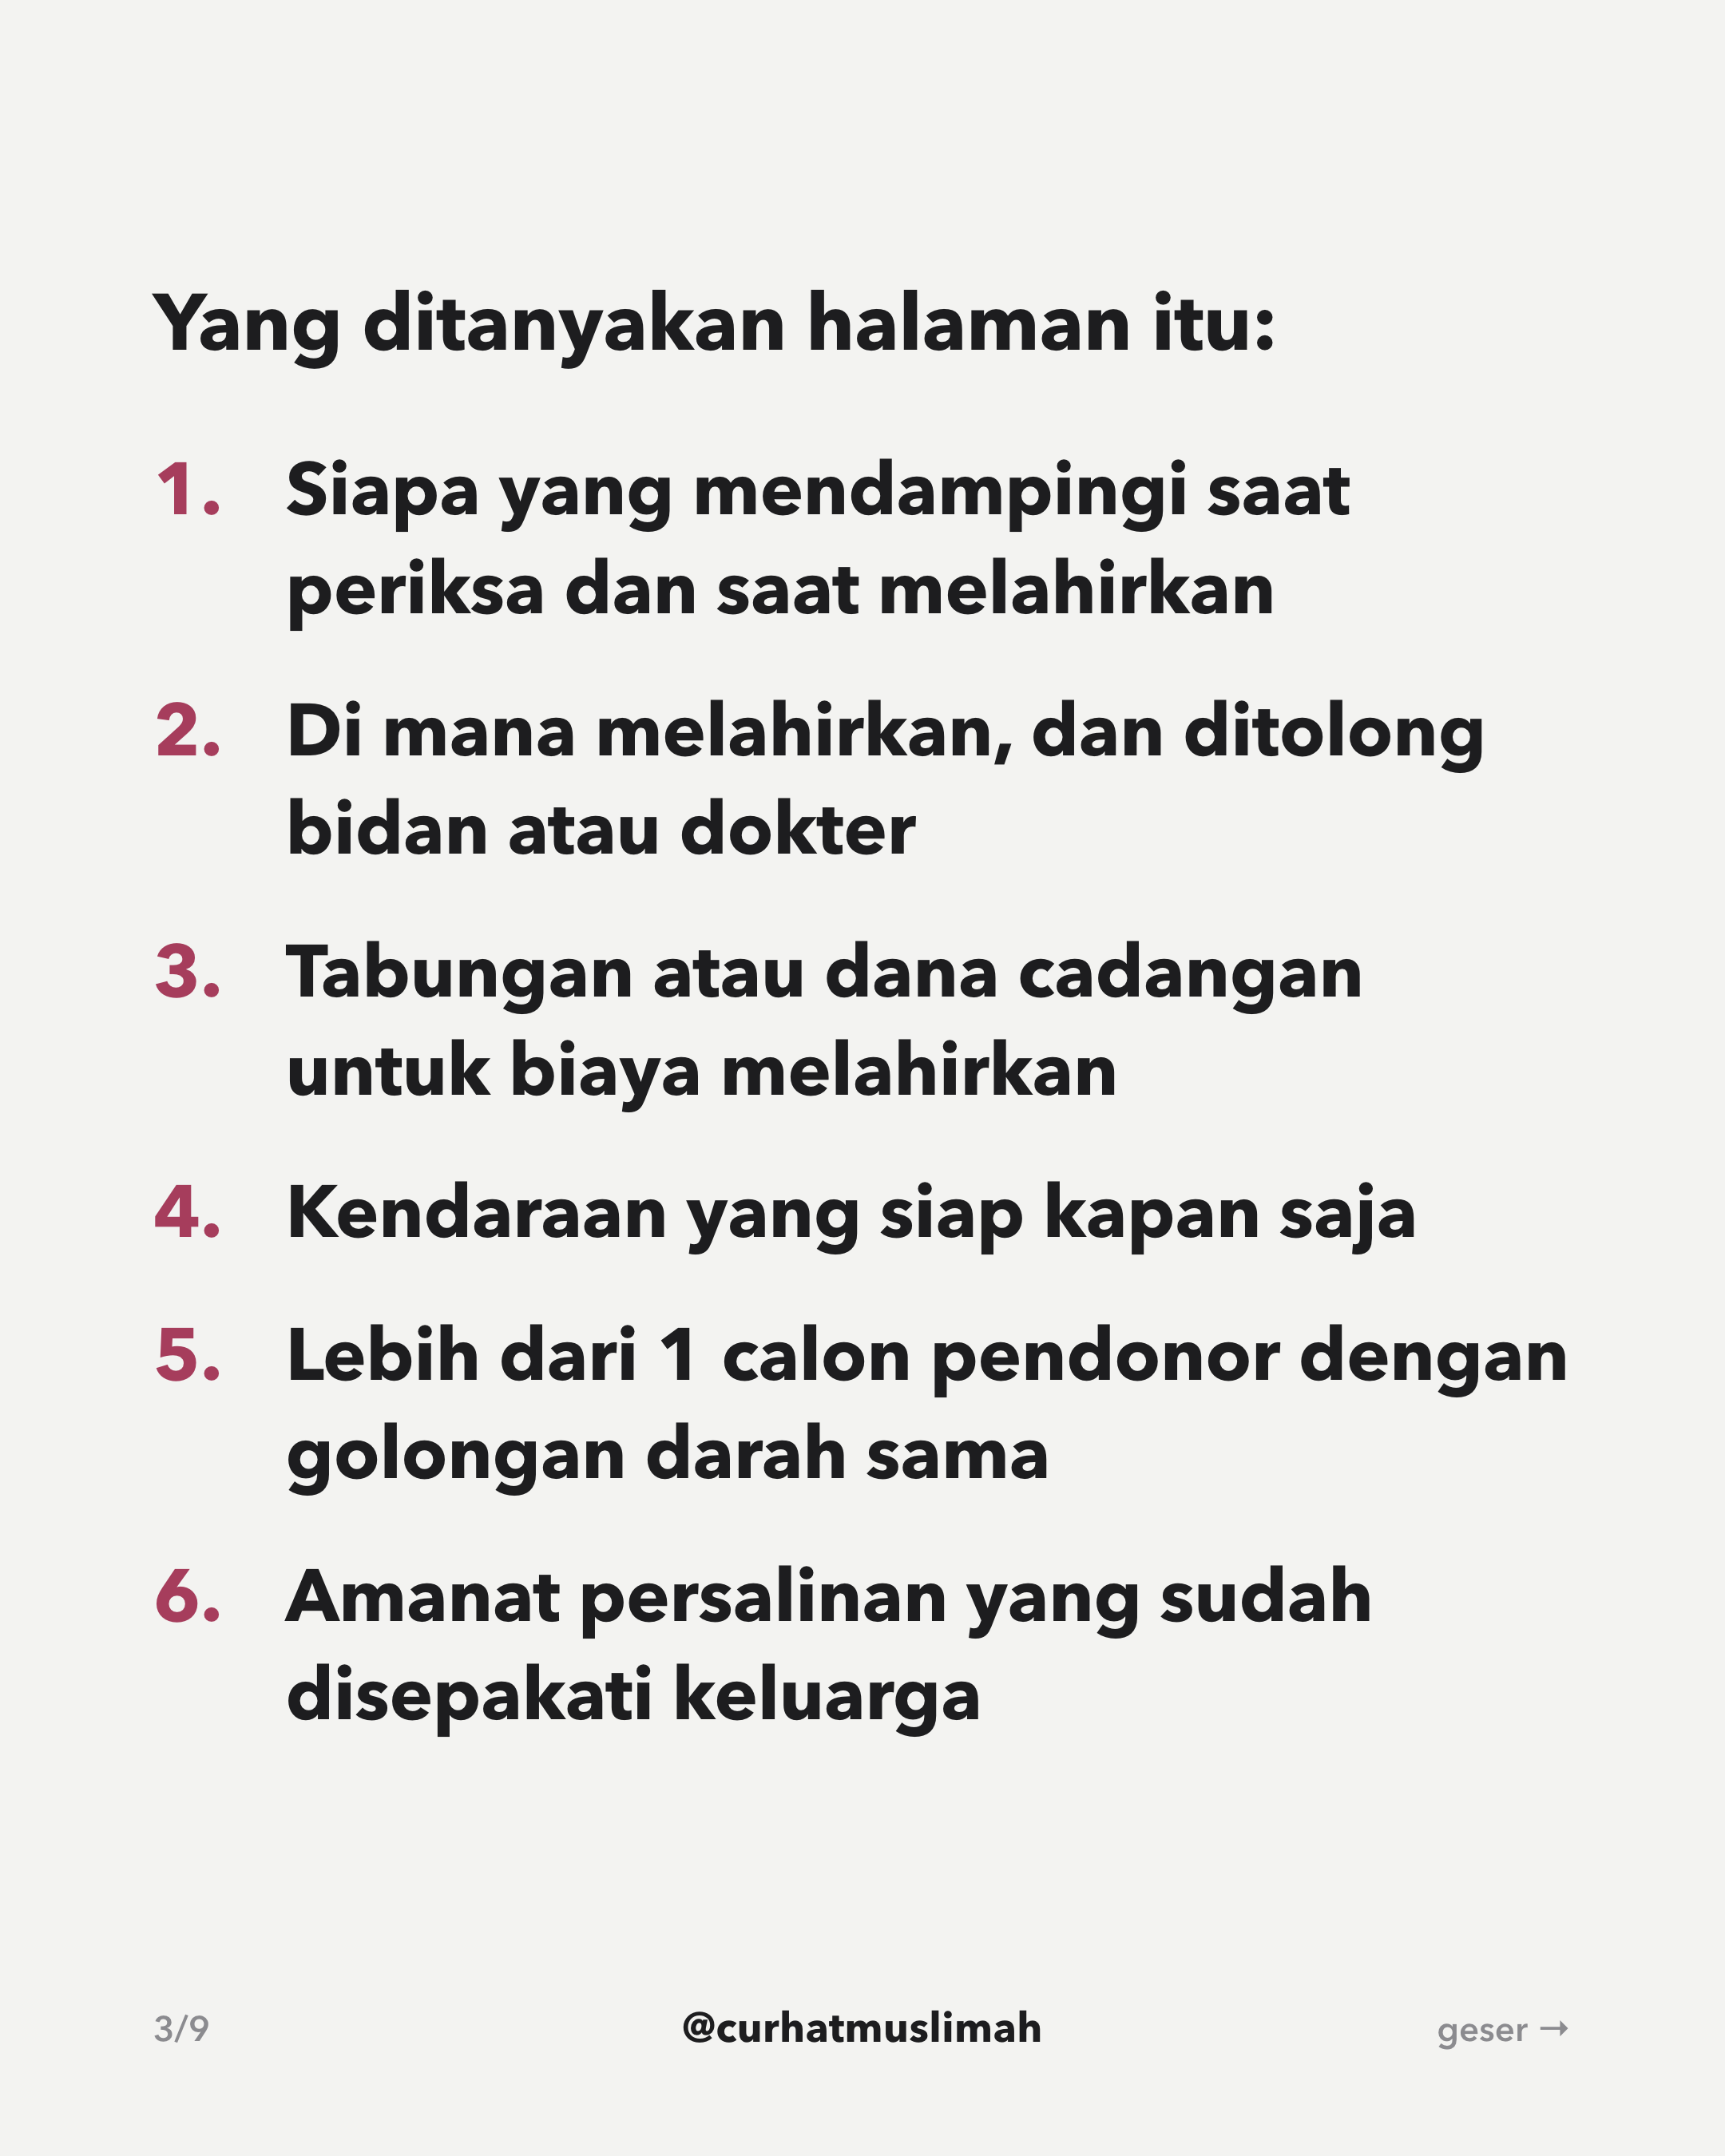 Yang ditanyakan halaman itu:
1. Siapa yang mendampingi saat
periksa dan saat melahirkan
2. Di mana melahirkan, dan ditolong
bidan atau dokter
3. Tabungan atau dana cadangan
untuk biaya melahirkan
4. Kendaraan yang siap kapan saja
5. Lebih dari 1 calon pendonor dengan
golongan darah sama
6. Amanat persalinan yang sudah
disepakati keluarga
3/9 @curhatmuslimah geser →